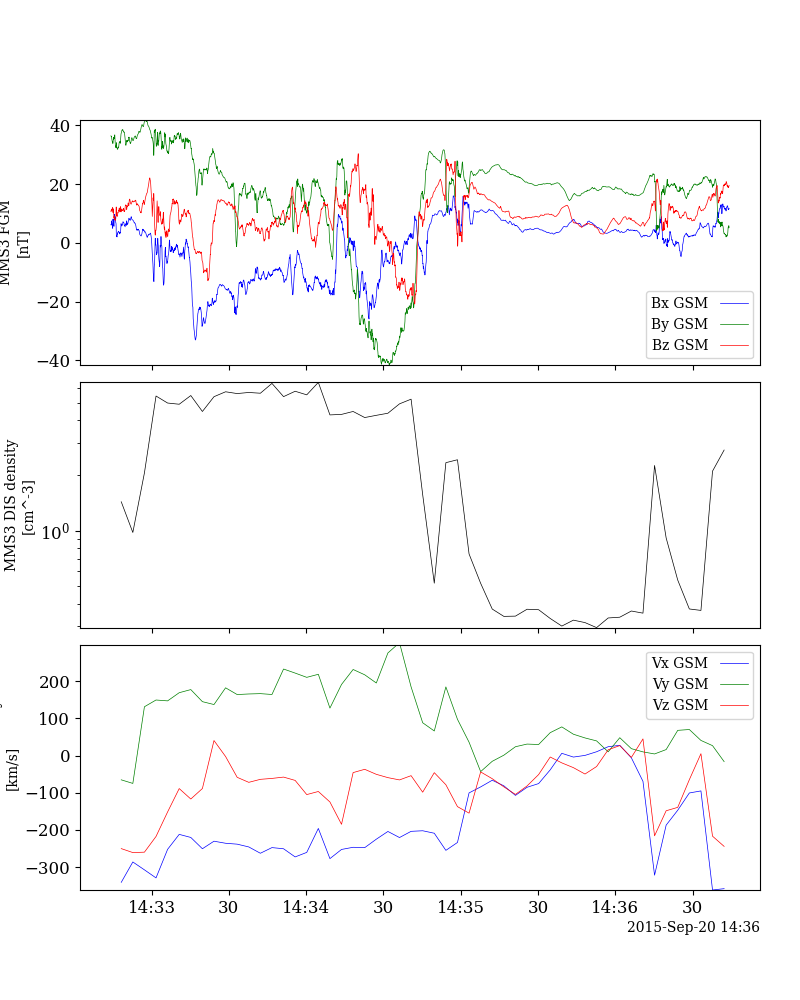 40
20
0
−20
−40
MMS3 FGM
[nT]
Bx GSM
By GSM
Bz GSM
10^0
MMS3 DIS density
[cm^-3]
200
100
0
−100
−200
−300
[km/s]
Vx GSM
Vy GSM
Vz GSM
14:33 30 14:34 30 14:35 30 14:36 30
2015-Sep-20 14:36